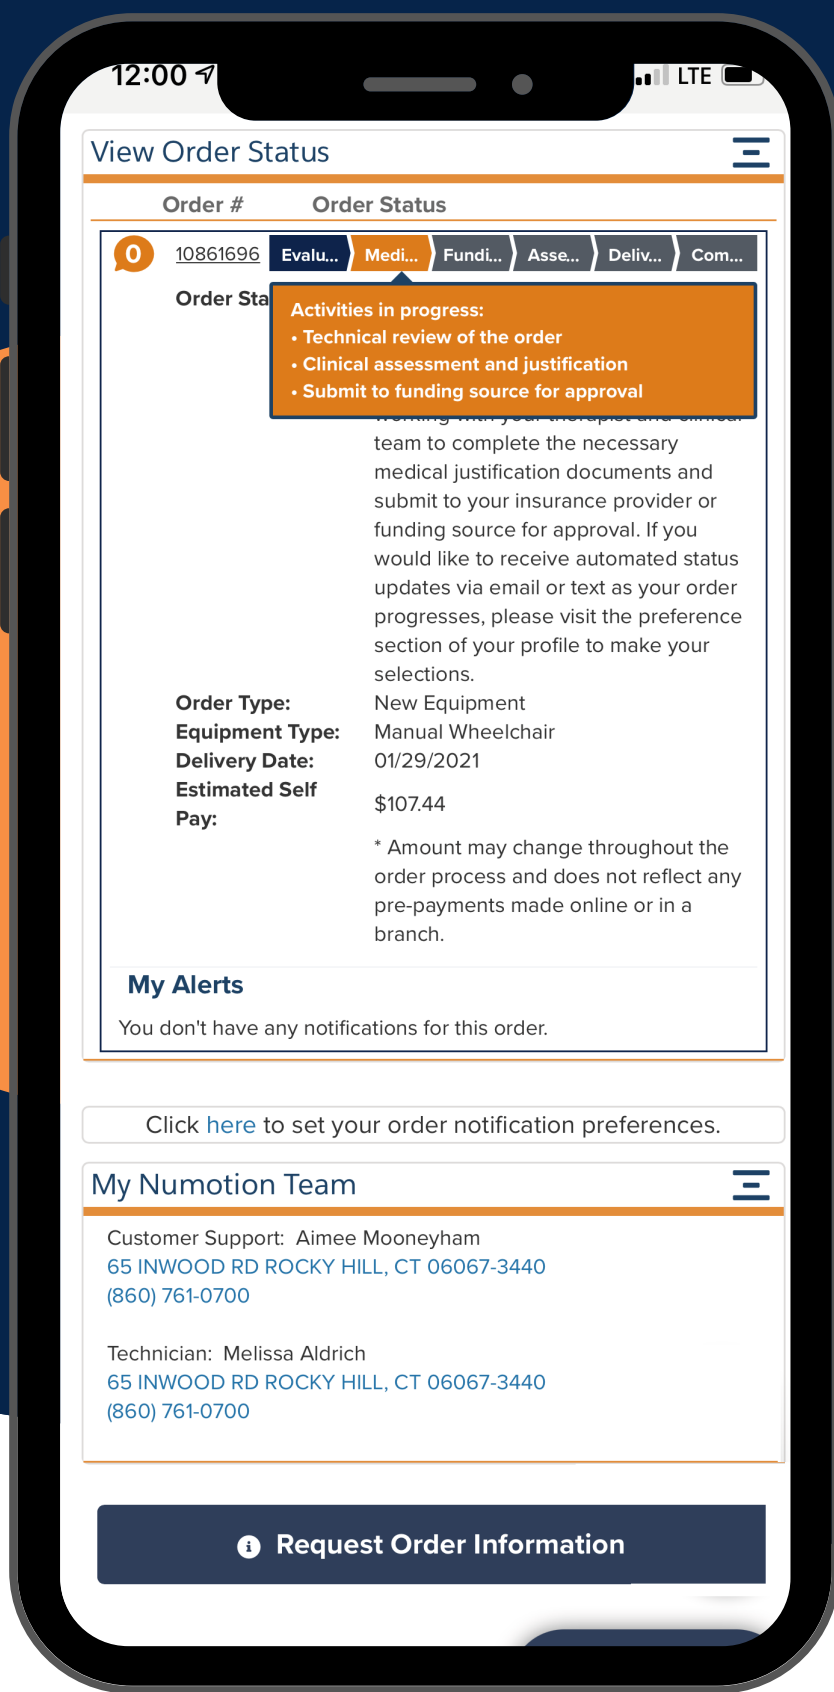 12:00
LTE
View Order Status
Order # Order Status
0 10861696 Evalu... Medi... Fundi... Asse... Deliv... Com...
Order Sta
Activities in progress:
• Technical review of the order
• Clinical assessment and justification
• Submit to funding source for approval
working with your therapist and clinical
team to complete the necessary
medical justification documents and
submit to your insurance provider or
funding source for approval. If you
would like to receive automated status
updates via email or text as your order
progresses, please visit the preference
section of your profile to make your
selections.
Order Type: New Equipment
Equipment Type: Manual Wheelchair
Delivery Date: 01/29/2021
Estimated Self
Pay:
$107.44
* Amount may change throughout the
order process and does not reflect any
pre-payments made online or in a
branch.
My Alerts
You don't have any notifications for this order.
Click here to set your order notification preferences.
My Numotion Team
Customer Support: Aimee Mooneyham
65 INWOOD RD ROCKY HILL, CT 06067-3440
(860) 761-0700
Technician: Melissa Aldrich
65 INWOOD RD ROCKY HILL, CT 06067-3440
(860) 761-0700
Request Order Information